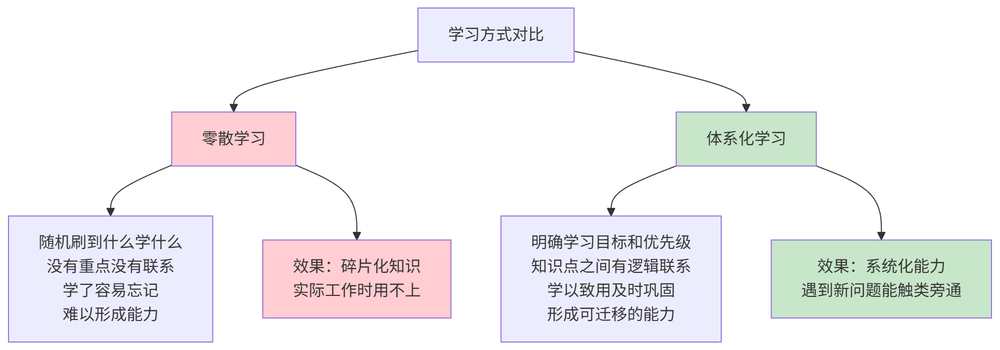 学习方式对比
零散学习
体系化学习
随机刷到什么学什么
没有重点没有联系
学了容易忘记
难以形成能力
效果：碎片化知识
实际工作时用不上
明确学习目标和优先级
知识点之间有逻辑联系
学以致用及时巩固
形成可迁移的能力
效果：系统化能力
遇到新问题能触类旁通